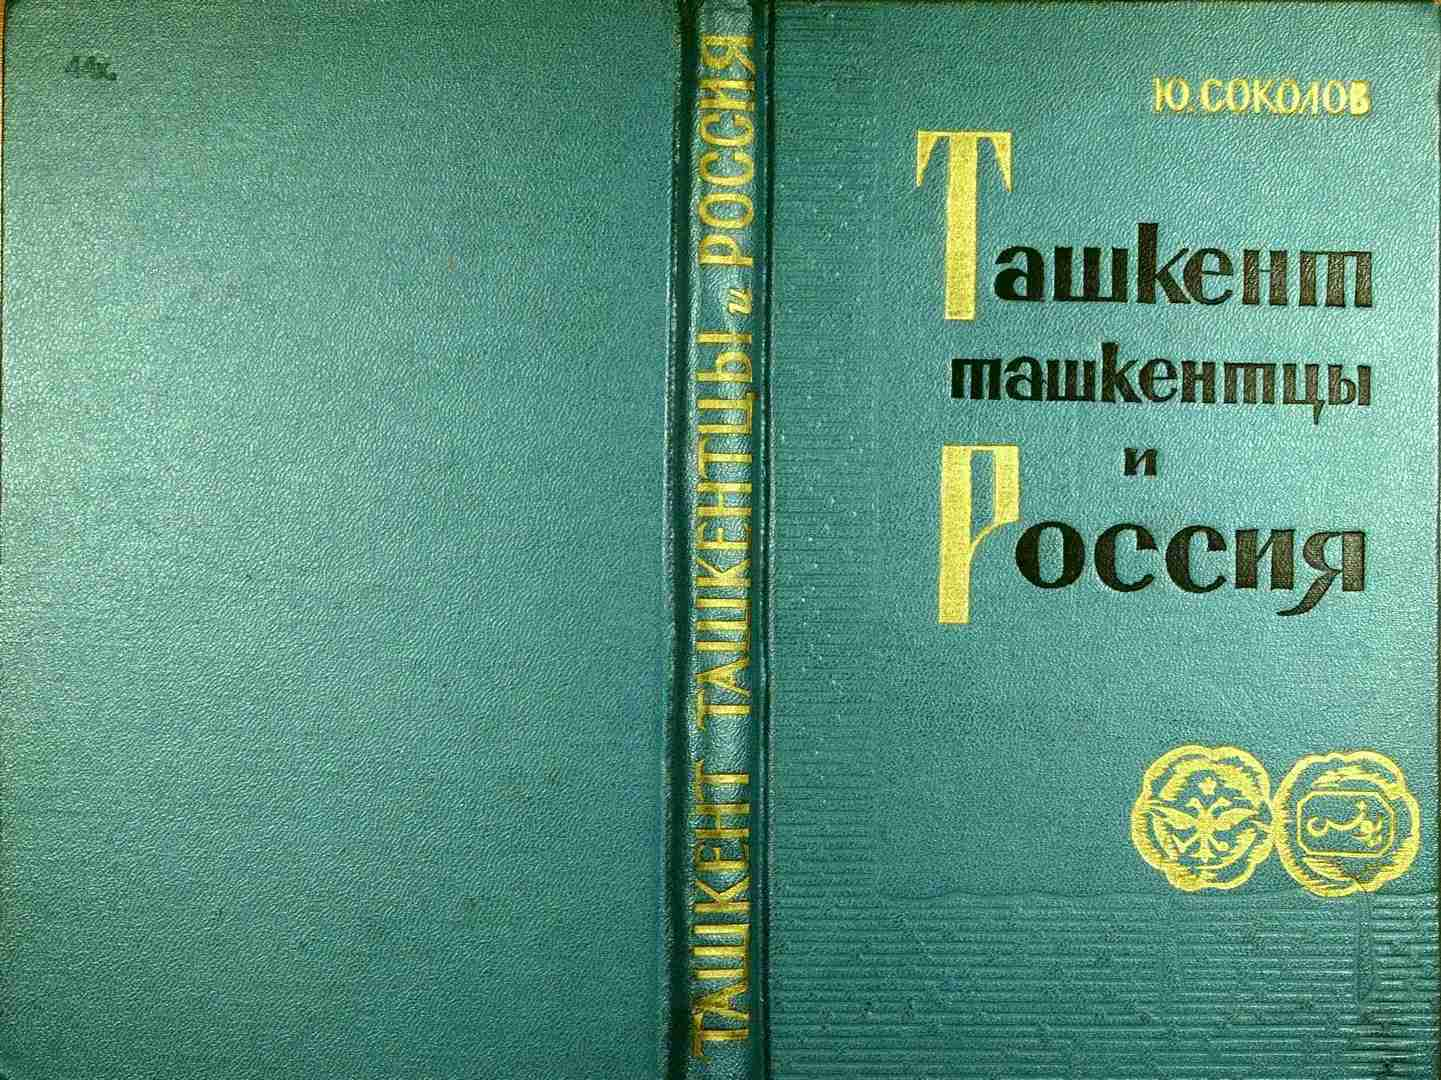 ТАШКЕНТ ТАШКЕНТЦЫ и РОССИЯ
Ю. СОКОЛОВ
Ташкент
ташкентцы
и
Россия